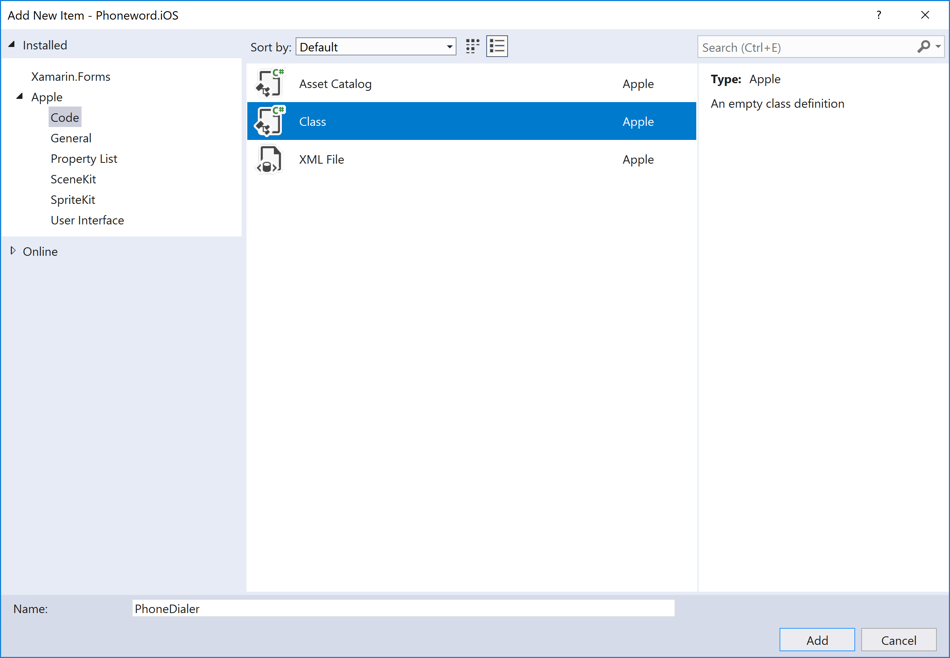 Add New Item - Phoneword.iOS
?
Installed
Sort by: Default
Search (Ctrl+E)
Xamarin.Forms
Apple
Code
General
Property List
SceneKit
SpriteKit
User Interface
Online
C# Asset Catalog Apple
C# Class Apple
XML File Apple
Type: Apple
An empty class definition
Name: PhoneDialer
Add Cancel